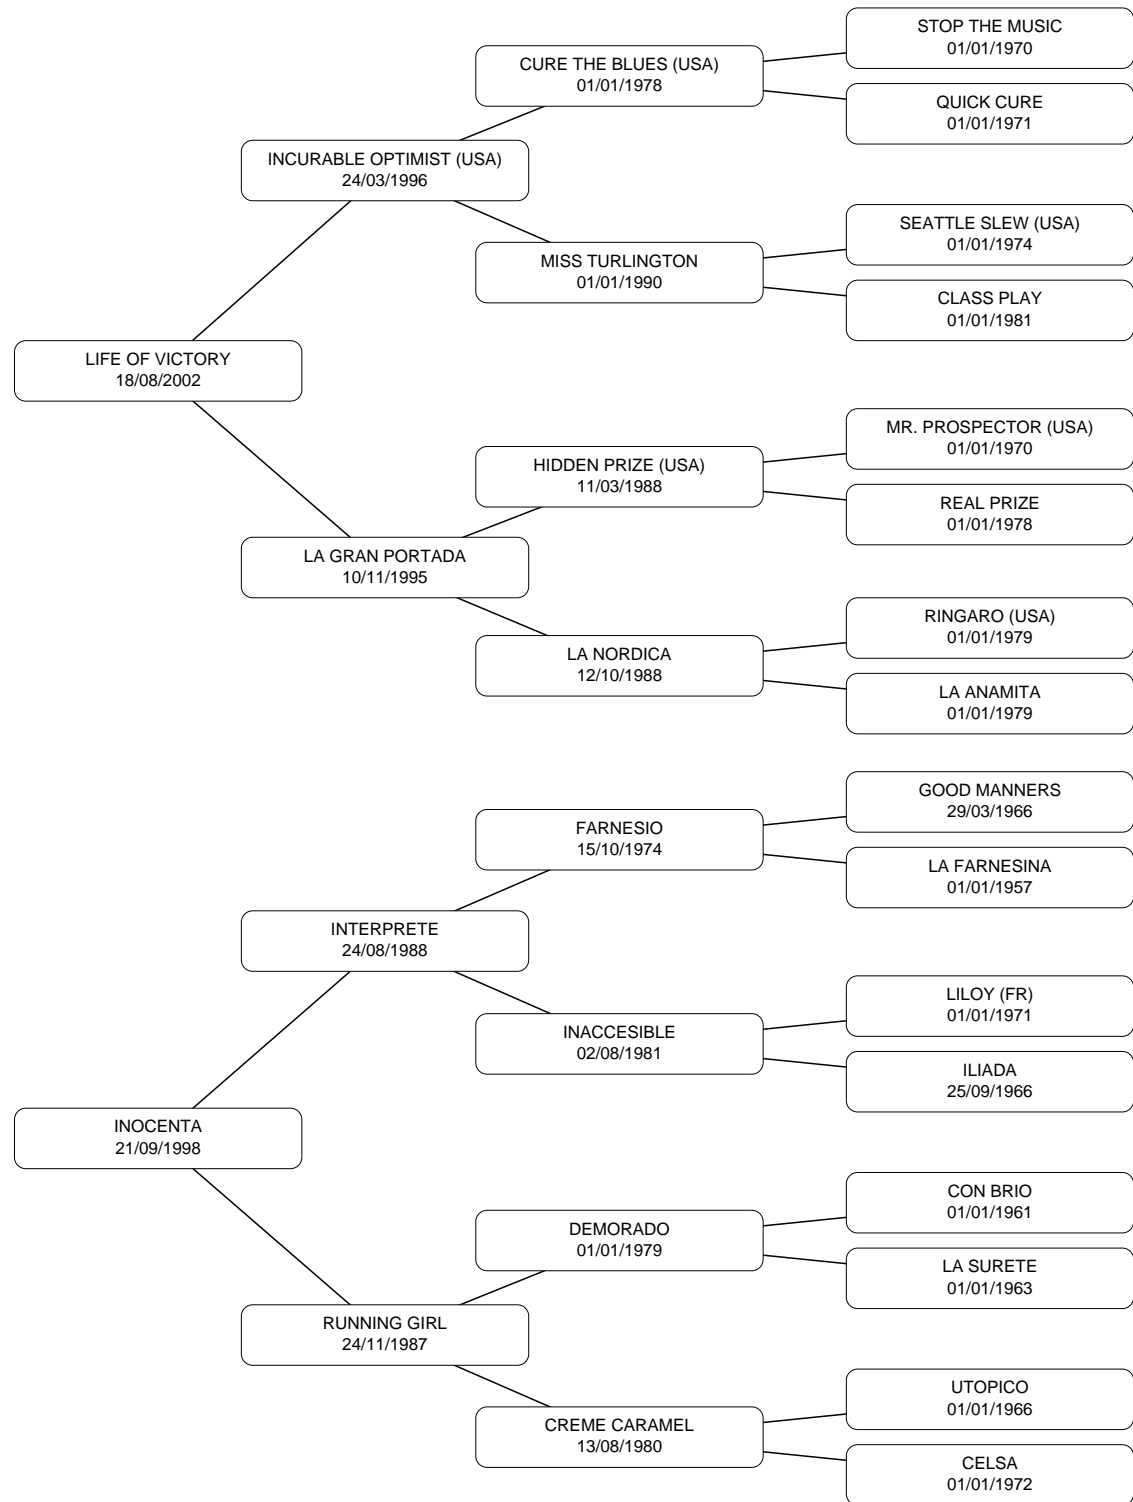 STOP THE MUSIC
01/01/1970
CURE THE BLUES (USA)
01/01/1978
QUICK CURE
01/01/1971
INCURABLE OPTIMIST (USA)
24/03/1996
SEATTLE SLEW (USA)
01/01/1974
MISS TURLINGTON
01/01/1990
CLASS PLAY
01/01/1981
LIFE OF VICTORY
18/08/2002
MR. PROSPECTOR (USA)
01/01/1970
HIDDEN PRIZE (USA)
11/03/1988
REAL PRIZE
01/01/1978
LA GRAN PORTADA
10/11/1995
RINGARO (USA)
01/01/1979
LA NORDICA
12/10/1988
LA ANAMITA
01/01/1979
GOOD MANNERS
29/03/1966
FARNESIO
15/10/1974
LA FARNESINA
01/01/1957
INTERPRETE
24/08/1988
LILOY (FR)
01/01/1971
INACCESIBLE
02/08/1981
ILIADA
25/09/1966
INOCENTA
21/09/1998
CON BRIO
01/01/1961
DEMORADO
01/01/1979
LA SURETE
01/01/1963
RUNNING GIRL
24/11/1987
UTOPICO
01/01/1966
CREME CARAMEL
13/08/1980
CELSA
01/01/1972